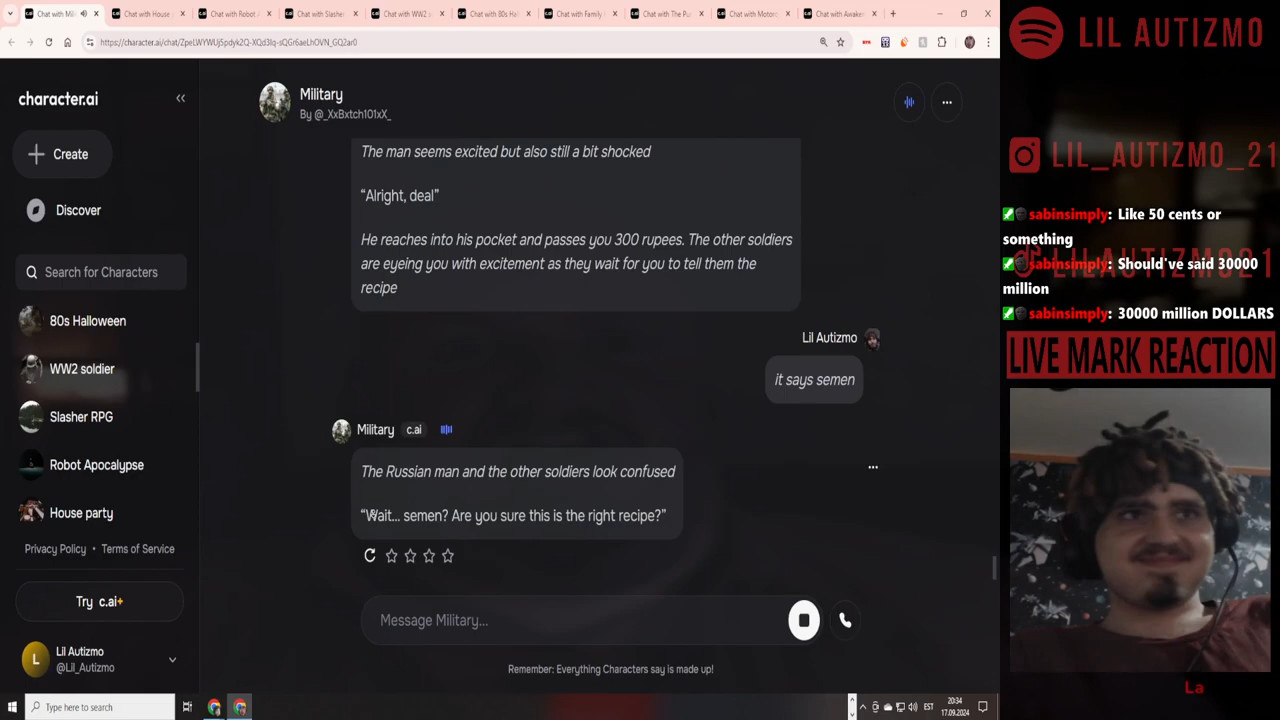 Chat with Milit
Chat with House
Chat with Robot A
Chat with Slasher
Chat with WW2 s
Chat with 80s Hal
Chat with Family
Chat with The Pu
Chat with Motor
Chat with Awake
https://character.ai/chat/ZpeLWYWUj5pdyk2Q-XQd3lq-sQGr6aeLhOVN_GQ2ar0
character.ai
Create
Discover
Search for Characters
80s Halloween
WW2 soldier
Slasher RPG
Robot Apocalypse
House party
Privacy Policy • Terms of Service
Try c.ai+
L
Lil Autizmo
@Lil_Autizmo
Military
By @_XxBxtch101xX_
The man seems excited but also still a bit shocked
“Alright, deal”
He reaches into his pocket and passes you 300 rupees. The other soldiers
are eyeing you with excitement as they wait for you to tell them the
recipe
Lil Autizmo
it says semen
Military c.ai
The Russian man and the other soldiers look confused
“Wait... semen? Are you sure this is the right recipe?”
Message Military...
Remember: Everything Characters say is made up!
LIL AUTIZMO
LIL_AUTIZMO_21
LILAUTIZMO21
sabinsimply: Like 50 cents or
something
sabinsimply: Should've said 30000
million
sabinsimply: 30000 million DOLLARS
LIVE MARK REACTION
La
Type here to search
EST
20:34
17.09.2024